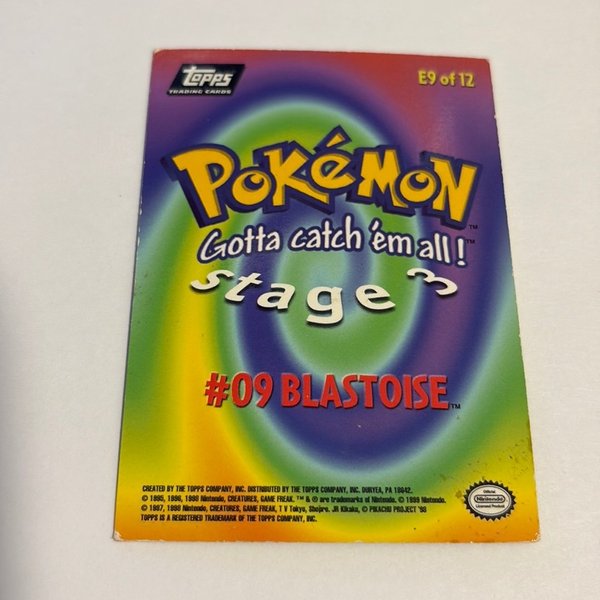 Topps
TRADING CARDS
E9 of 12
POKÉMON™
Gotta catch 'em all!™
stage 3
#09 BLASTOISE™
CREATED BY THE TOPPS COMPANY, INC. DISTRIBUTED BY THE TOPPS COMPANY, INC. DURYEA, PA 18642.
© 1995, 1996, 1998 Nintendo, CREATURES, GAME FREAK. ™ & ® are trademarks of Nintendo. © 1999 Nintendo.
© 1997, 1998 Nintendo, CREATURES, GAME FREAK, T V Tokyo, Shopro, JR Kikaku, © PIKACHU PROJECT '98
TOPPS IS A REGISTERED TRADEMARK OF THE TOPPS COMPANY, INC.
Official
Nintendo
Licensed Product